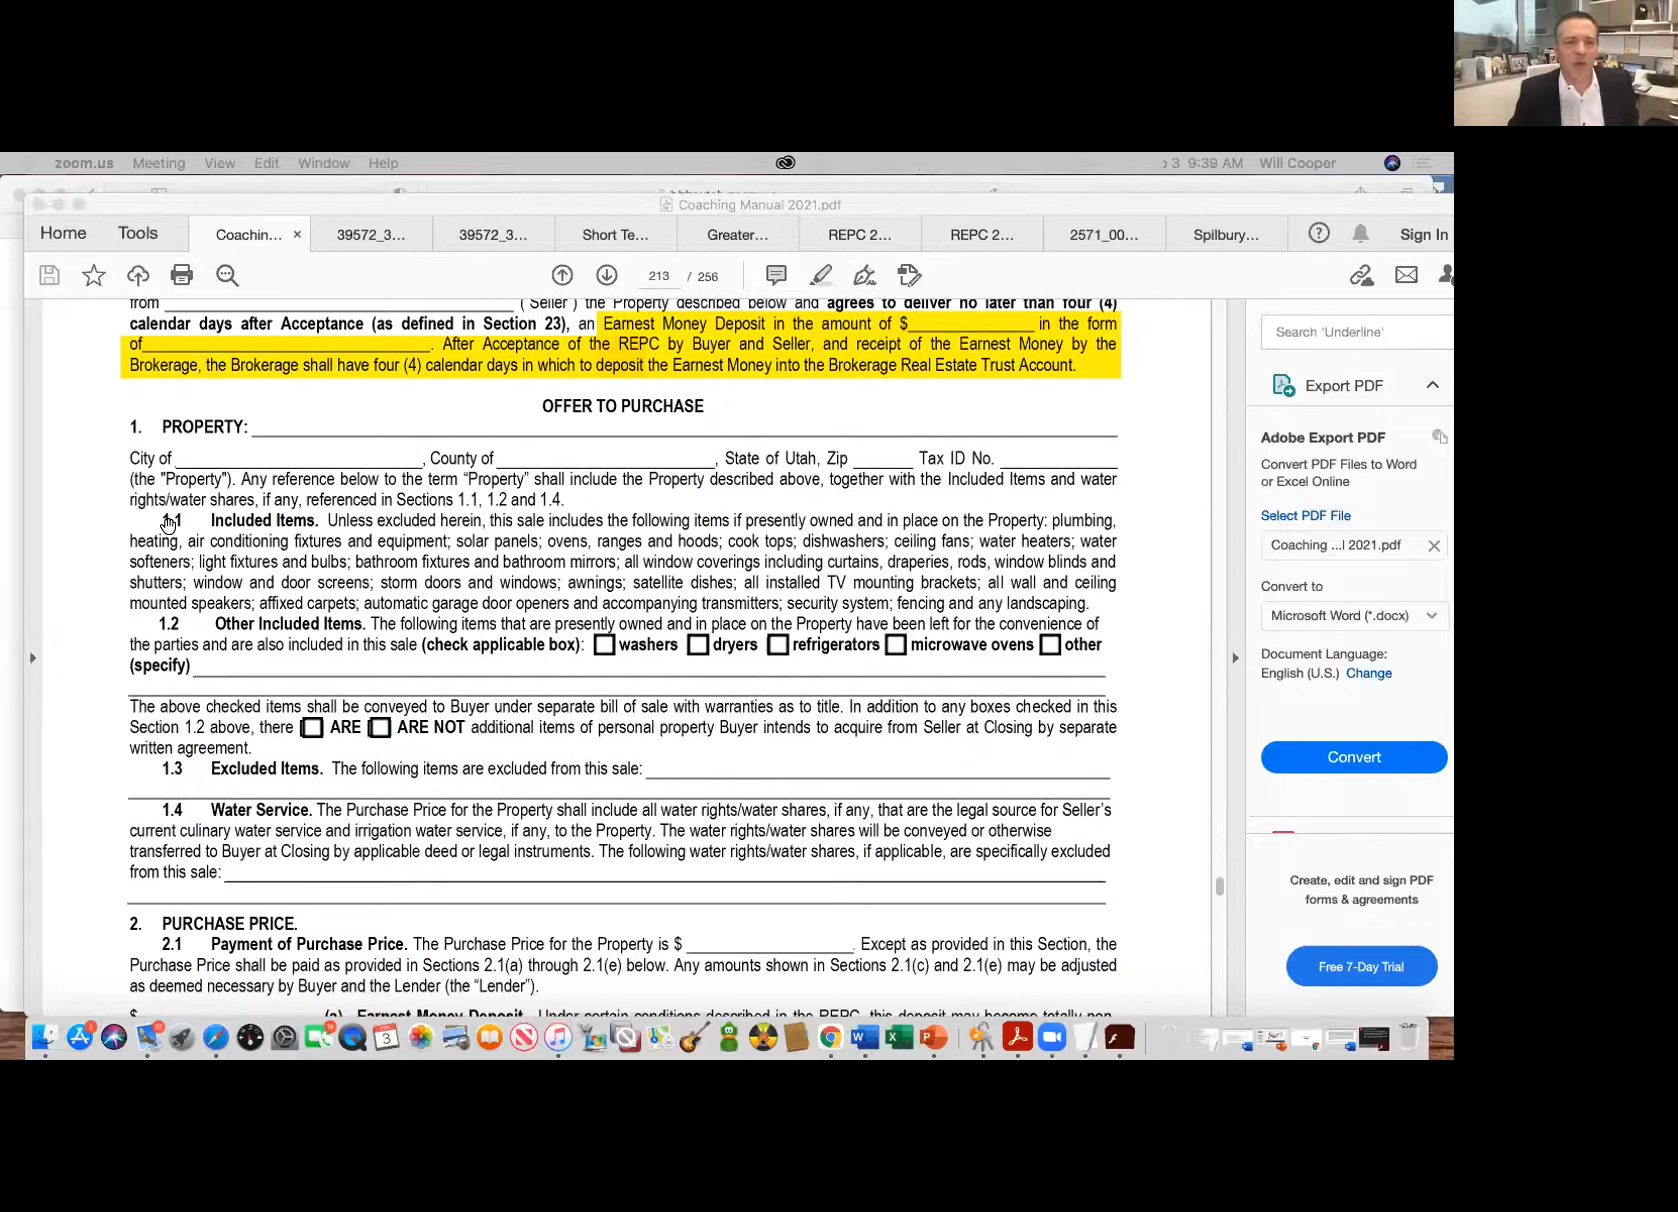 zoom.us Meeting View Edit Window Help
3 9:39 AM Will Cooper
Coaching Manual 2021.pdf
Home Tools Coachin... × 39572_3... 39572_3... Short Te... Greater... REPC 2... REPC 2... 2571_00... Spilbury... Sign In
213 / 256
from ("Seller") the Property described below and agrees to deliver no later than four (4)
calendar days after Acceptance (as defined in Section 23), an Earnest Money Deposit in the amount of $ in the form
of . After Acceptance of the REPC by Buyer and Seller, and receipt of the Earnest Money by the
Brokerage, the Brokerage shall have four (4) calendar days in which to deposit the Earnest Money into the Brokerage Real Estate Trust Account.
OFFER TO PURCHASE
1. PROPERTY:
City of , County of , State of Utah, Zip Tax ID No.
(the "Property"). Any reference below to the term “Property” shall include the Property described above, together with the Included Items and water
rights/water shares, if any, referenced in Sections 1.1, 1.2 and 1.4.
1.1 Included Items. Unless excluded herein, this sale includes the following items if presently owned and in place on the Property: plumbing,
heating, air conditioning fixtures and equipment; solar panels; ovens, ranges and hoods; cook tops; dishwashers; ceiling fans; water heaters; water
softeners; light fixtures and bulbs; bathroom fixtures and bathroom mirrors; all window coverings including curtains, draperies, rods, window blinds and
shutters; window and door screens; storm doors and windows; awnings; satellite dishes; all installed TV mounting brackets; all wall and ceiling
mounted speakers; affixed carpets; automatic garage door openers and accompanying transmitters; security system; fencing and any landscaping.
1.2 Other Included Items. The following items that are presently owned and in place on the Property have been left for the convenience of
the parties and are also included in this sale (check applicable box): washers dryers refrigerators microwave ovens other
(specify)
The above checked items shall be conveyed to Buyer under separate bill of sale with warranties as to title. In addition to any boxes checked in this
Section 1.2 above, there ARE ARE NOT additional items of personal property Buyer intends to acquire from Seller at Closing by separate
written agreement.
1.3 Excluded Items. The following items are excluded from this sale:
1.4 Water Service. The Purchase Price for the Property shall include all water rights/water shares, if any, that are the legal source for Seller’s
current culinary water service and irrigation water service, if any, to the Property. The water rights/water shares will be conveyed or otherwise
transferred to Buyer at Closing by applicable deed or legal instruments. The following water rights/water shares, if applicable, are specifically excluded
from this sale:
2. PURCHASE PRICE.
2.1 Payment of Purchase Price. The Purchase Price for the Property is $ . Except as provided in this Section, the
Purchase Price shall be paid as provided in Sections 2.1(a) through 2.1(e) below. Any amounts shown in Sections 2.1(c) and 2.1(e) may be adjusted
as deemed necessary by Buyer and the Lender (the “Lender”).
$ (a) Earnest Money Deposit. Under certain conditions described in the REPC, this deposit may become totally non-
Search 'Underline'
Export PDF
Adobe Export PDF
Convert PDF Files to Word
or Excel Online
Select PDF File
Coaching ...l 2021.pdf
Convert to
Microsoft Word (*.docx)
Document Language:
English (U.S.) Change
Convert
Create, edit and sign PDF
forms & agreements
Free 7-Day Trial